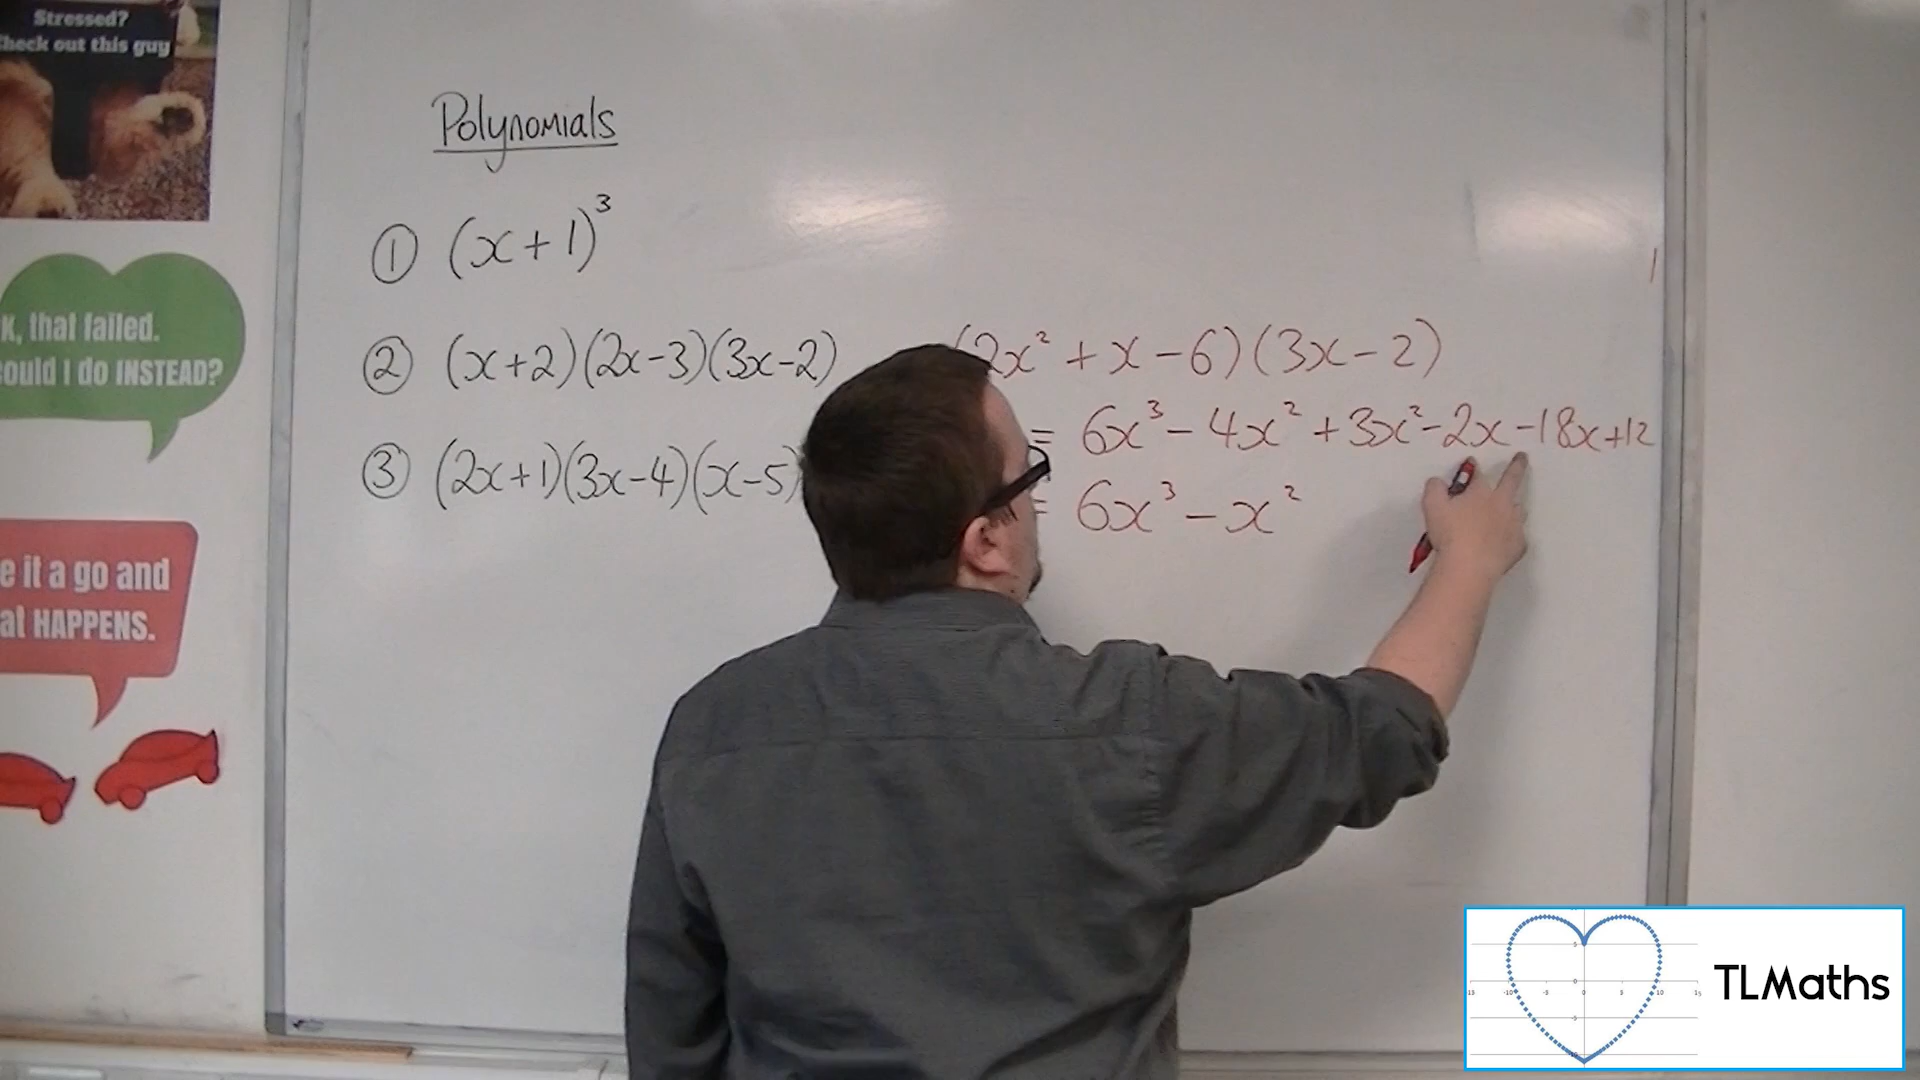 Stressed?
Check out this guy
Polynomials
① (x+1)³
② (x+2)(2x-3)(3x-2)
(2x² + x - 6)(3x - 2)
= 6x³ - 4x² + 3x² - 2x - 18x + 12
③ (2x+1)(3x-4)(x-5)
= 6x³ - x²
K, that failed.
ould I do INSTEAD?
e it a go and
at HAPPENS.
TLMaths